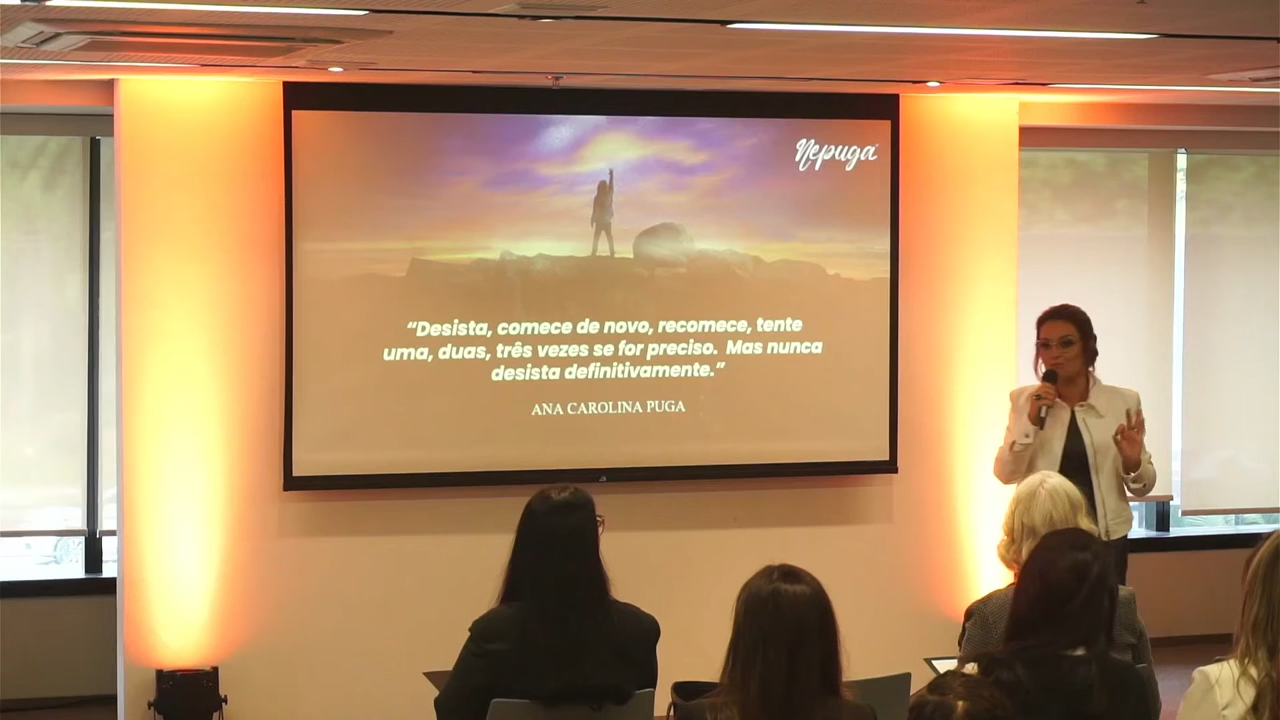 Nepuga
“Desista, comece de novo, recomece, tente
uma, duas, três vezes se for preciso. Mas nunca
desista definitivamente.”
ANA CAROLINA PUGA